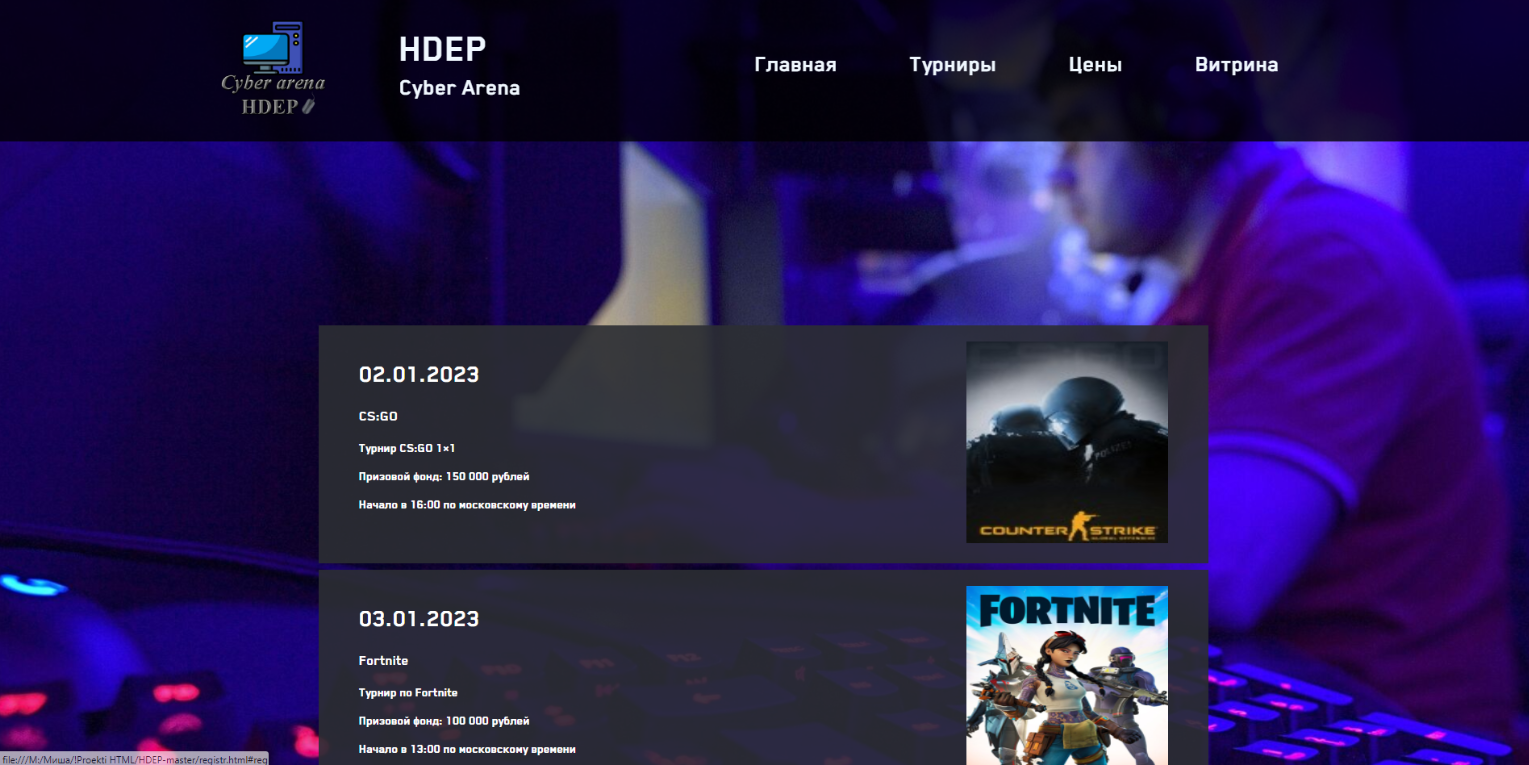 Cyber arena
HDEP
HDEP
Cyber Arena
Главная Турниры Цены Витрина
02.01.2023
CS:GO
Турнир CS:GO 1×1
Призовой фонд: 150 000 рублей
Начало в 16:00 по московскому времени
POLICE
COUNTER STRIKE
GLOBAL OFFENSIVE
03.01.2023
Fortnite
Турнир по Fortnite
Призовой фонд: 100 000 рублей
Начало в 13:00 по московскому времени
FORTNITE
file:///M:/Миша/!Proekti HTML/HDEP-master/registr.html#reg